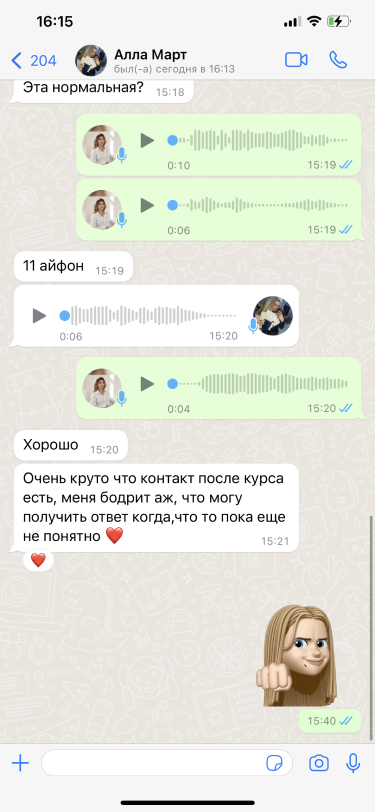 16:15
204
Алла Март
был(-а) сегодня в 16:13
Эта нормальная? 15:18
0:10 15:19
0:06 15:19
11 айфон 15:19
0:06 15:20
0:04 15:20
Хорошо 15:20
Очень круто что контакт после курса
есть, меня бодрит аж, что могу
получить ответ когда,что то пока еще
не понятно ❤️
15:21
❤️
15:40